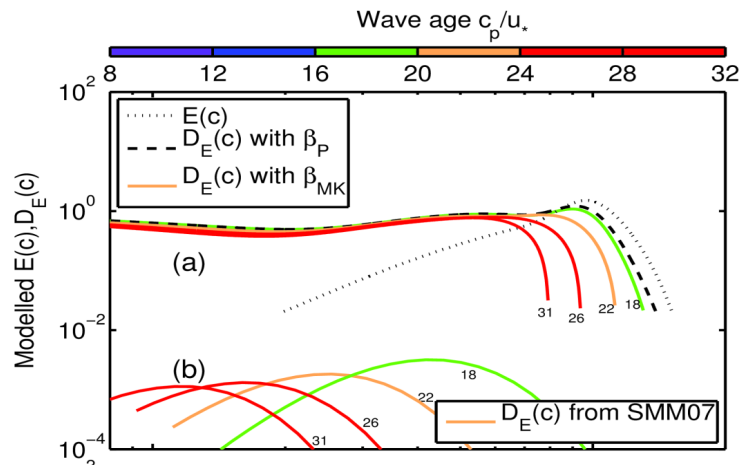 Wave age c_p/u_*
8 12 16 20 24 28 32
10^2
E(c)
D_E(c) with β_P
D_E(c) with β_MK
10^0
Modelled E(c),D_E(c)
(a)
31 26 22 18
10^-2
(b)
18
22
26
31
D_E(c) from SMM07
10^-4